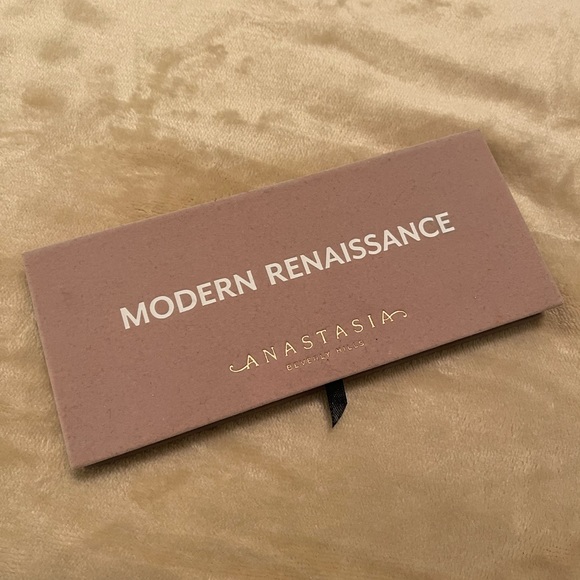 MODERN RENAISSANCE
ANASTASIA
BEVERLY HILLS